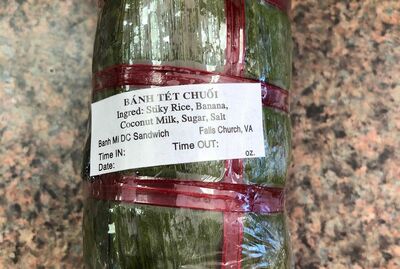 BÁNH TÉT CHUỐI
Ingred: Stiky Rice, Banana,
Coconut Milk, Sugar, Salt
Banh Mi DC Sandwich Falls Church, VA
Time IN: Time OUT:
Date: oz.